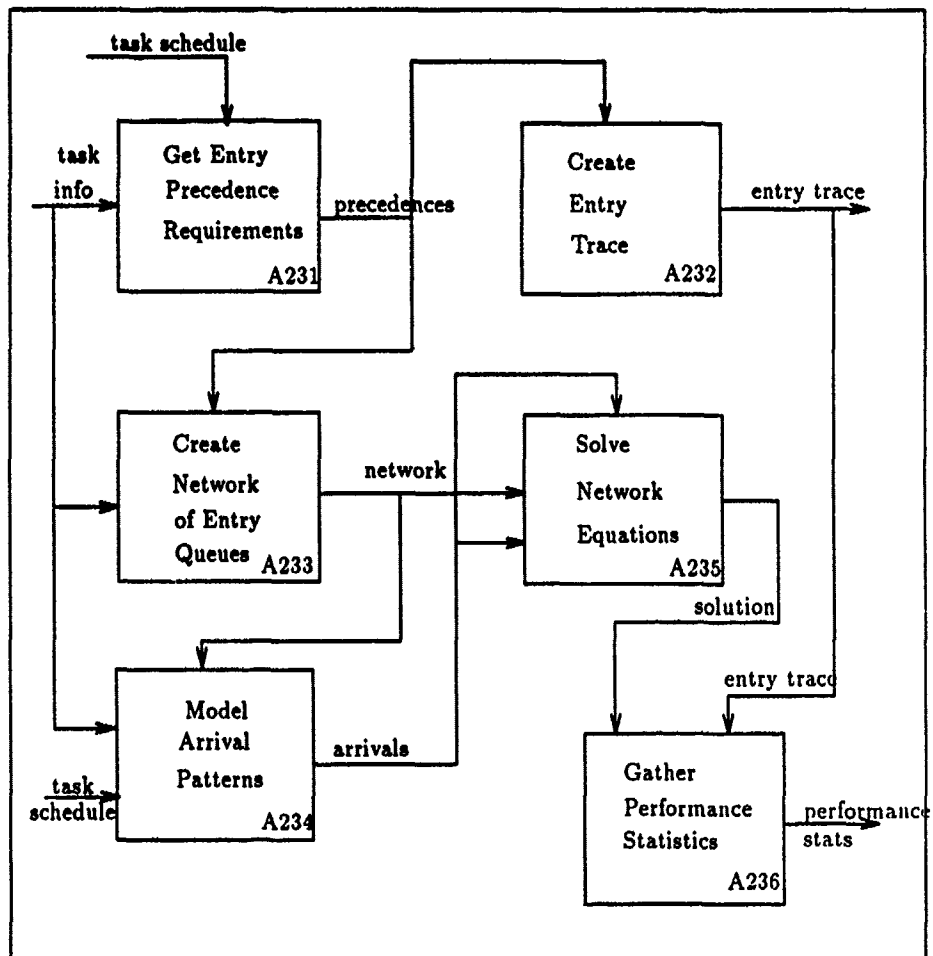 task schedule
task
info
Get Entry
Precedence
Requirements
A231
precedences
Create
Entry
Trace
A232
entry trace
Create
Network
of Entry
Queues
A233
network
Solve
Network
Equations
A235
solution
entry trace
Model
Arrival
Patterns
A234
arrivals
task
schedule
Gather
Performance
Statistics
A236
performance
stats